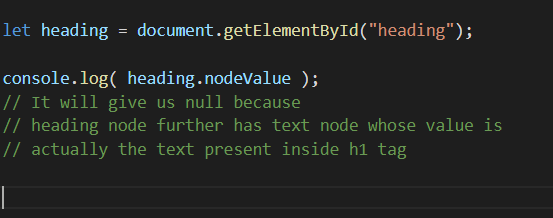 let heading = document.getElementById("heading");
console.log( heading.nodeValue );
// It will give us null because
// heading node further has text node whose value is
// actually the text present inside h1 tag